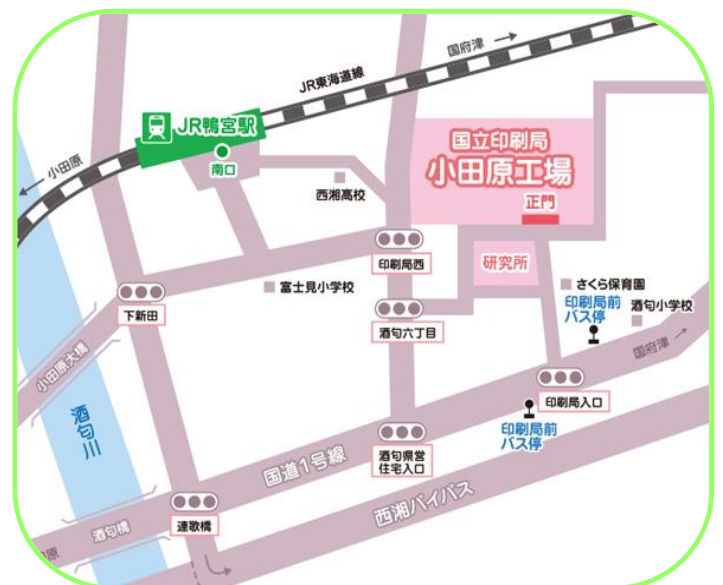 国府津
JR東海道線
JR鴨宮駅
南口
小田原
国立印刷局
小田原工場
正門
西湘高校
印刷局西
研究所
富士見小学校
さくら保育園
印刷局前
バス停
酒匂小学校
下新田
酒匂六丁目
小田原大橋
国府津
印刷局入口
印刷局前
バス停
酒匂川
酒匂県営
住宅入口
国道1号線
西湘バイパス
連歌橋
酒匂橋
原